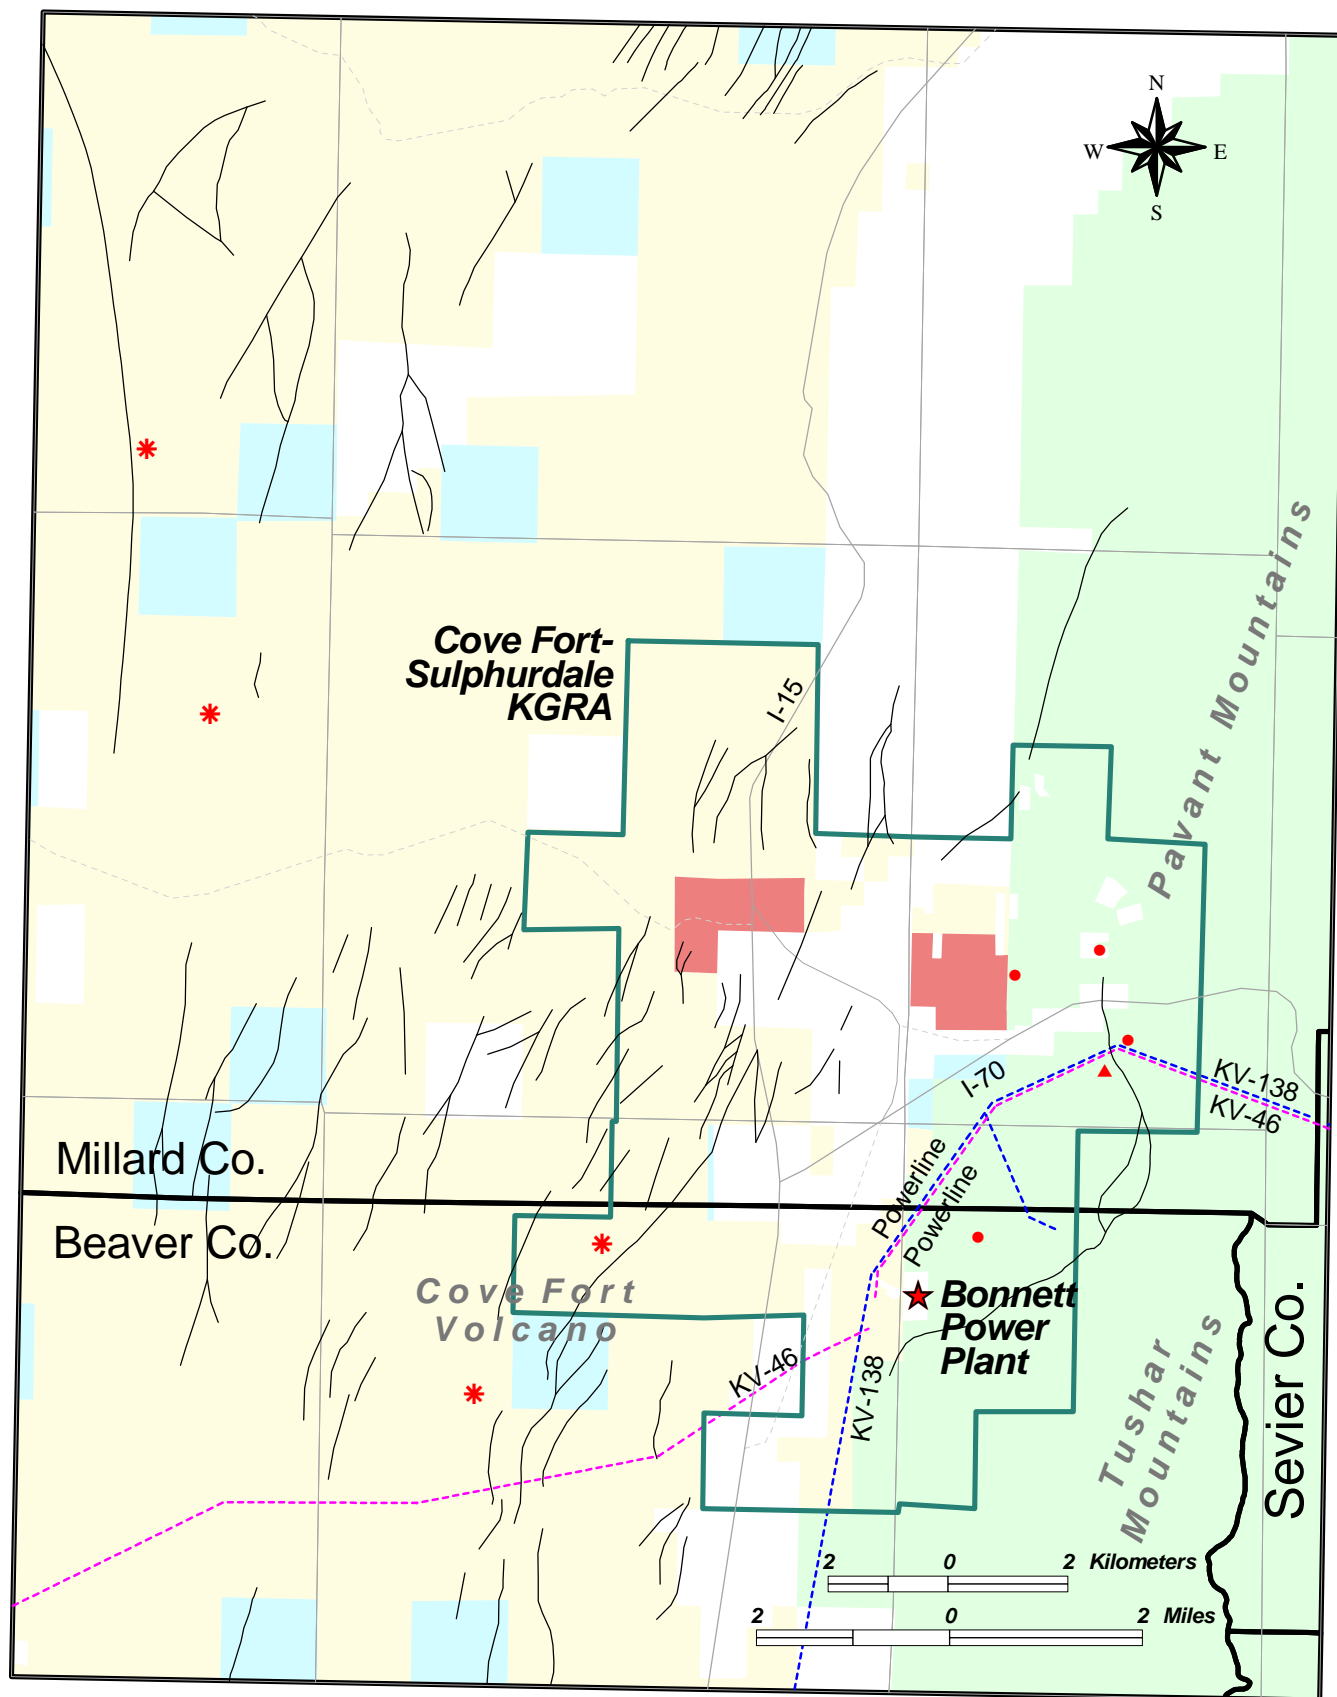 N
W
E
S
Pavant Mountains
Cove Fort-
Sulphurdale
KGRA
I-15
I-70
KV-138
KV-46
Millard Co.
Powerline
Powerline
Beaver Co.
Cove Fort
Volcano
Bonnett
Power
Plant
Sevier Co.
KV-46
KV-138
Tushar
Mountains
2 0 2 Kilometers
2 0 2 Miles